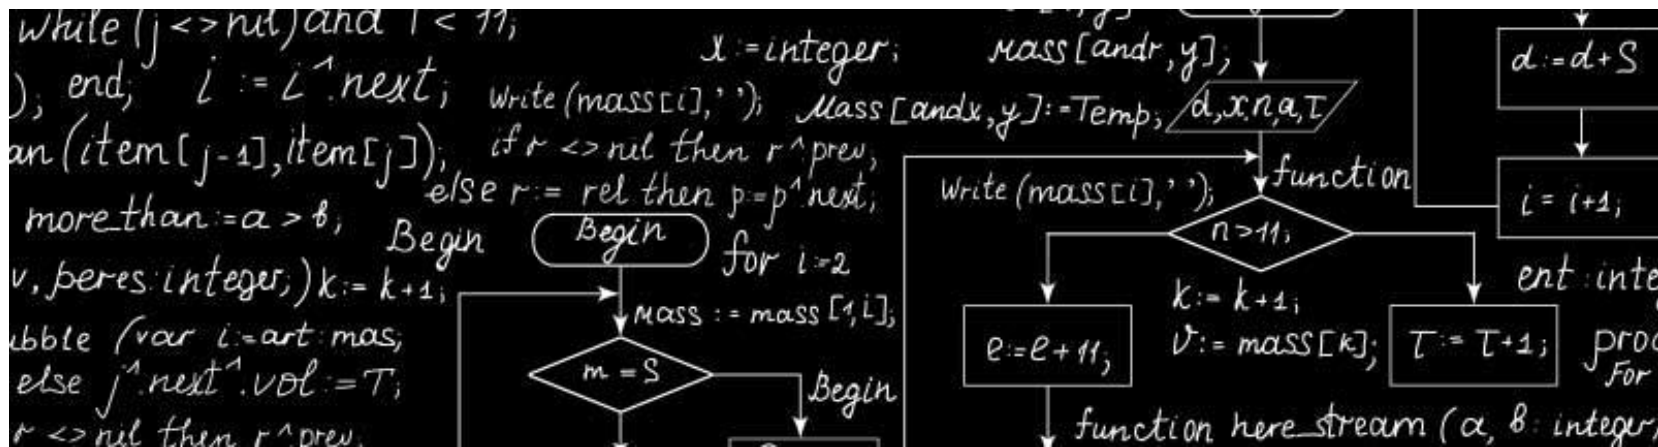 while (j <> nil) and T < 11;
); end; i := i^.next;
an (item[j-1], item[j]);
more_than := a > b;
v, peres: integer;) k := k+1;
ubble (var i:=art: mas;
else j^.next^.vol := T;
r <> nil then r^prev.
Begin
x := integer;
write (mass[i], ' ');
if r <> nil then r^prev;
else r := rel then p:=p^.next;
Begin
for i:=2
mass := mass [1,i];
m = S
Begin
mass [andr, y];
Mass [andx, y] := Temp;
d, x. n, a, T
write (mass[i], ' ');
function
n > 11;
k := k+1;
v := mass[k];
e := e + 11;
T := T+1;
function here_stream (a, b: integer;
d := d + S
i = i+1;
ent: inte
proc
For